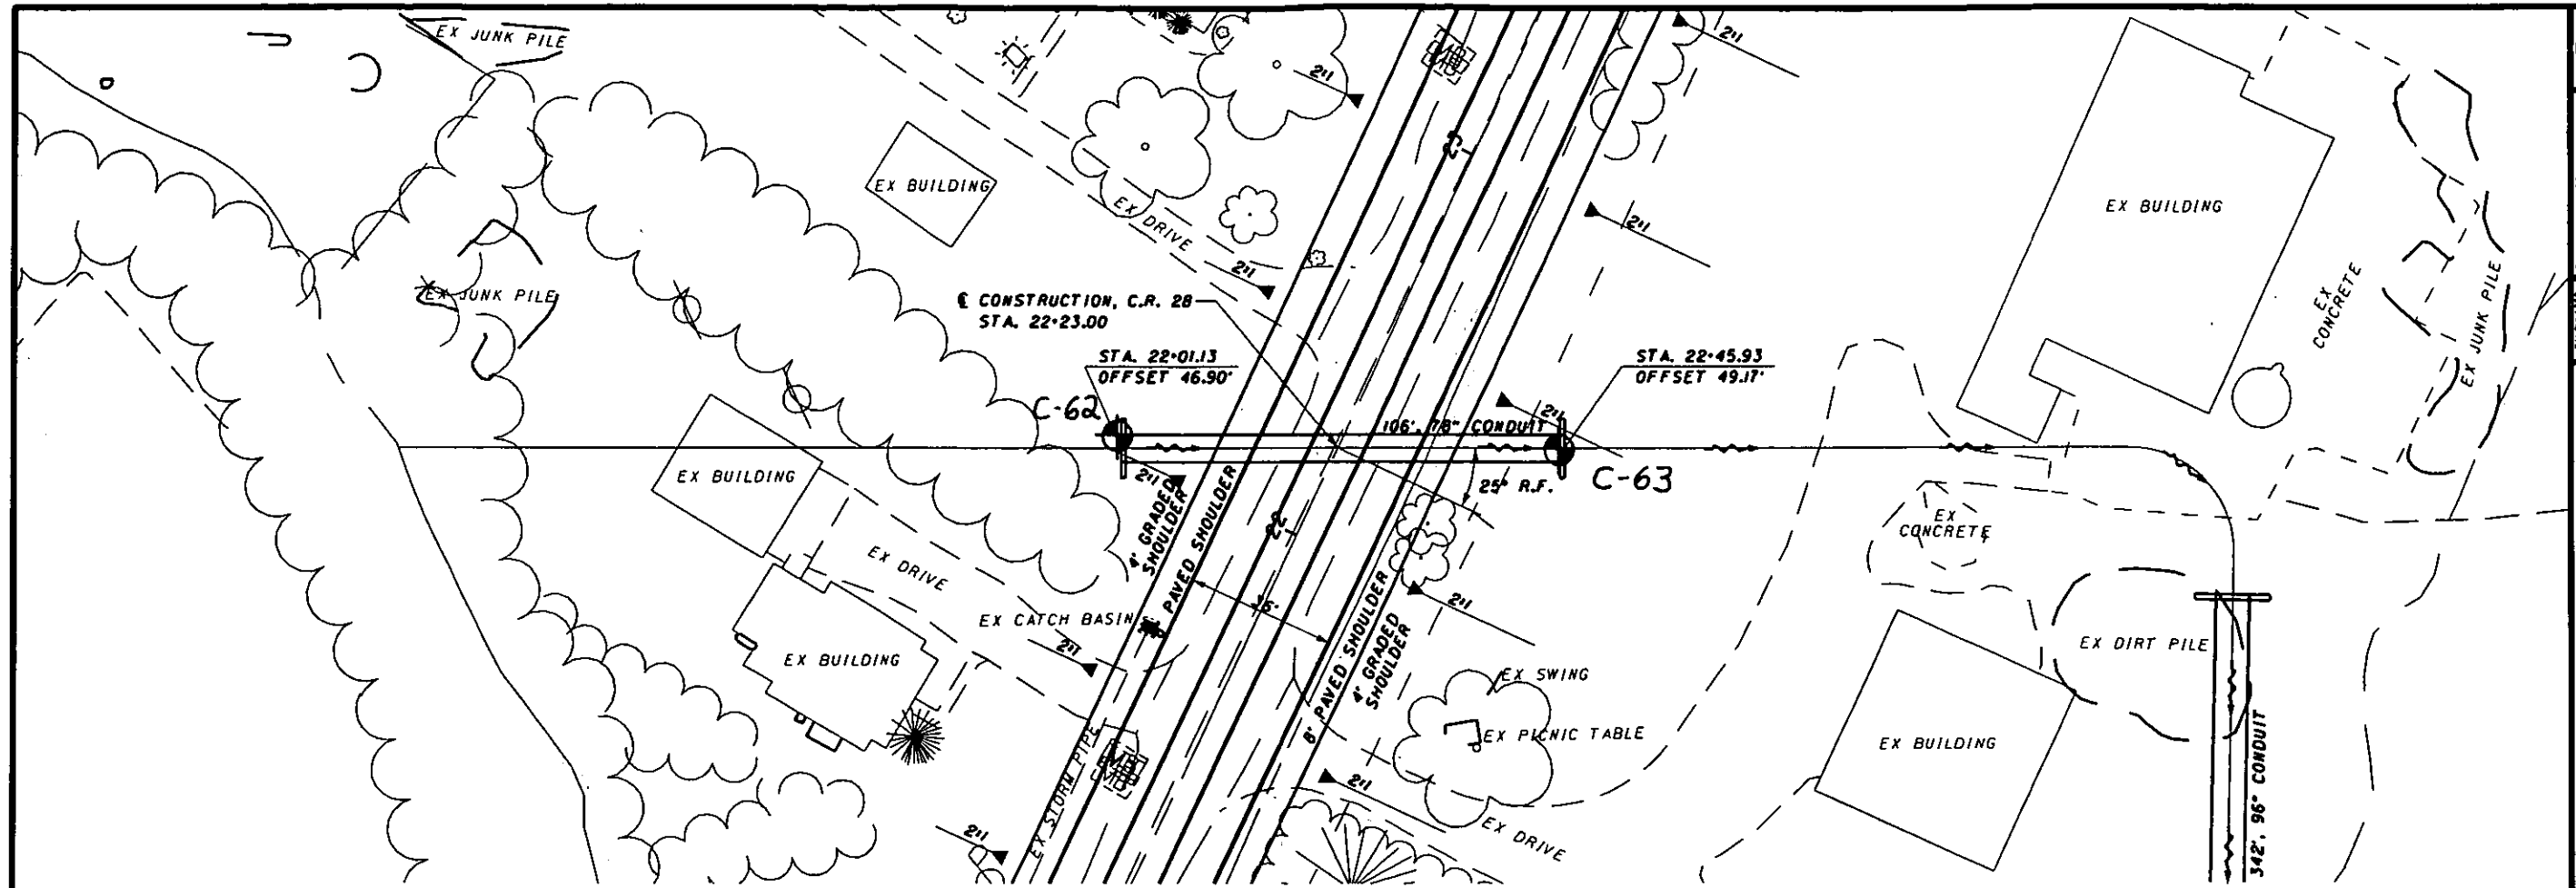 EX JUNK PILE
2:1
2:1
23
EX BUILDING
EX BUILDING
EX DRIVE
2:1
2:1
EX JUNK PILE
EX CONCRETE
EX JUNK PILE
℄ CONSTRUCTION, C.R. 28
STA. 22+23.00
STA. 22+01.13
OFFSET 46.90'
STA. 22+45.93
OFFSET 49.17'
C-62
2:1
106', 78" CONDUIT
EX BUILDING
2:1
25° R.F.
C-63
4' GRADED
SHOULDER
PAVED SHOULDER
22
EX
CONCRETE
EX DRIVE
EX CATCH BASIN
36'
2:1
2:1
EX BUILDING
8' PAVED SHOULDER
4' GRADED
SHOULDER
EX DIRT PILE
EX SWING
EX PICNIC TABLE
EX BUILDING
EX STORM PIPE
2:1
2:1
EX DRIVE
342', 96" CONDUIT